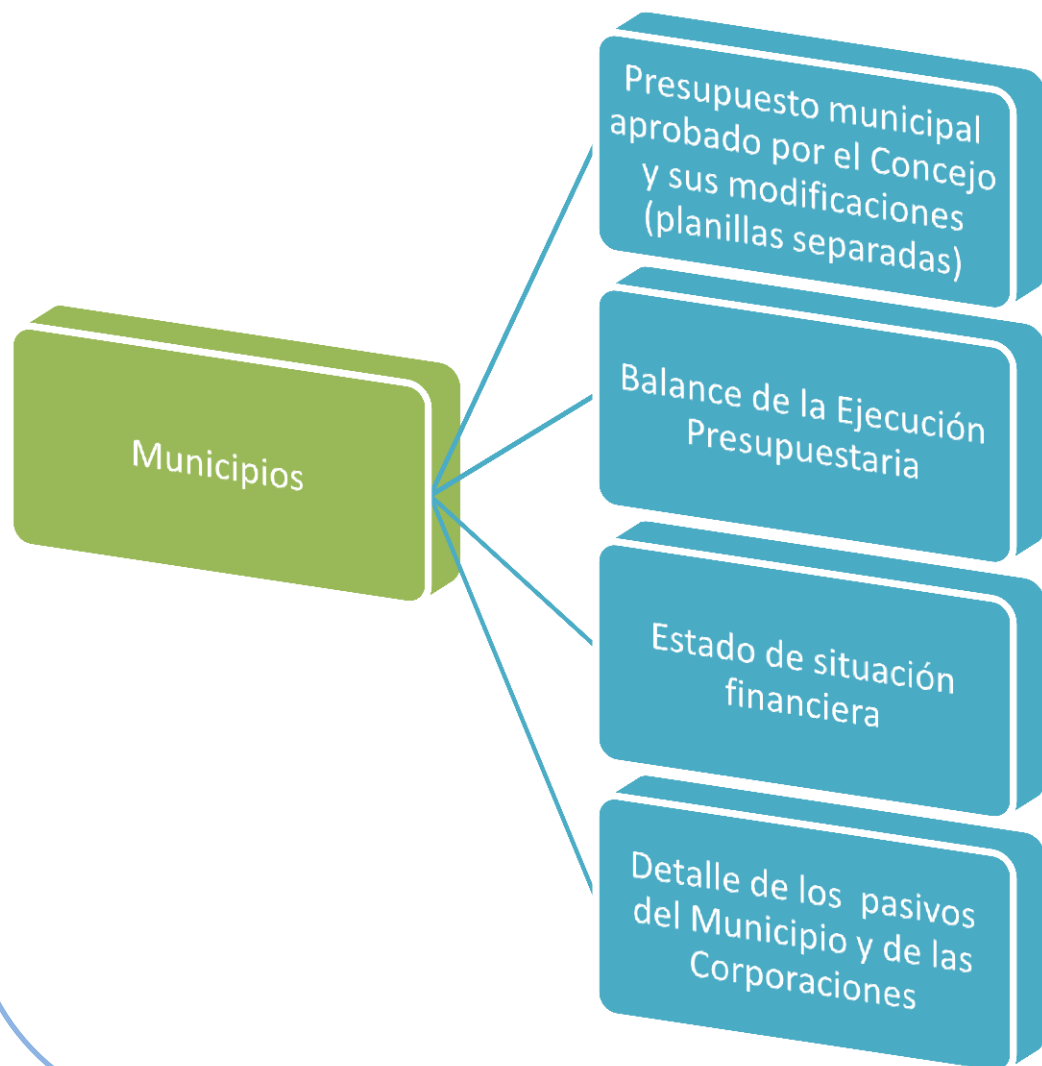 Municipios
Presupuesto municipal
aprobado por el Concejo
y sus modificaciones
(planillas separadas)
Balance de la Ejecución
Presupuestaria
Estado de situación
financiera
Detalle de los  pasivos
del Municipio y de las
Corporaciones